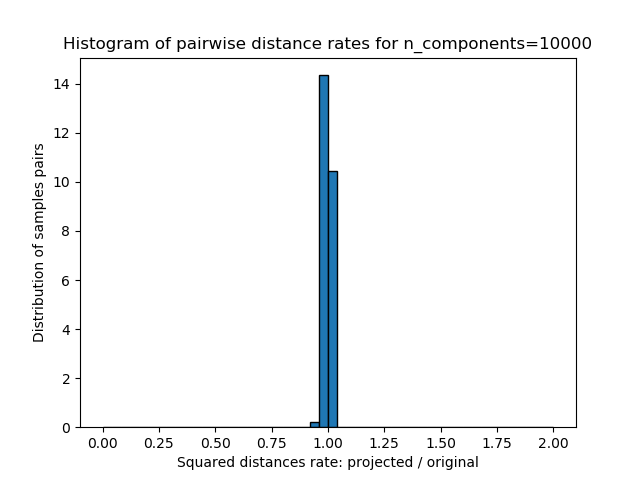 Histogram of pairwise distance rates for n_components=10000
14
12
10
8
6
4
2
0
Distribution of samples pairs
0.00 0.25 0.50 0.75 1.00 1.25 1.50 1.75 2.00
Squared distances rate: projected / original